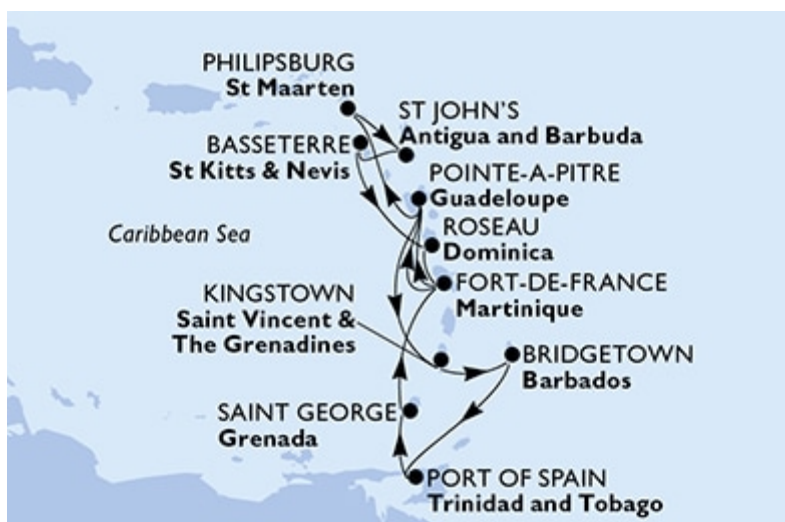 PHILIPSBURG
St Maarten
ST JOHN'S
Antigua and Barbuda
BASSETERRE
St Kitts & Nevis
POINTE-A-PITRE
Guadeloupe
ROSEAU
Dominica
Caribbean Sea
FORT-DE-FRANCE
Martinique
KINGSTOWN
Saint Vincent &
The Grenadines
BRIDGETOWN
Barbados
SAINT GEORGE
Grenada
PORT OF SPAIN
Trinidad and Tobago